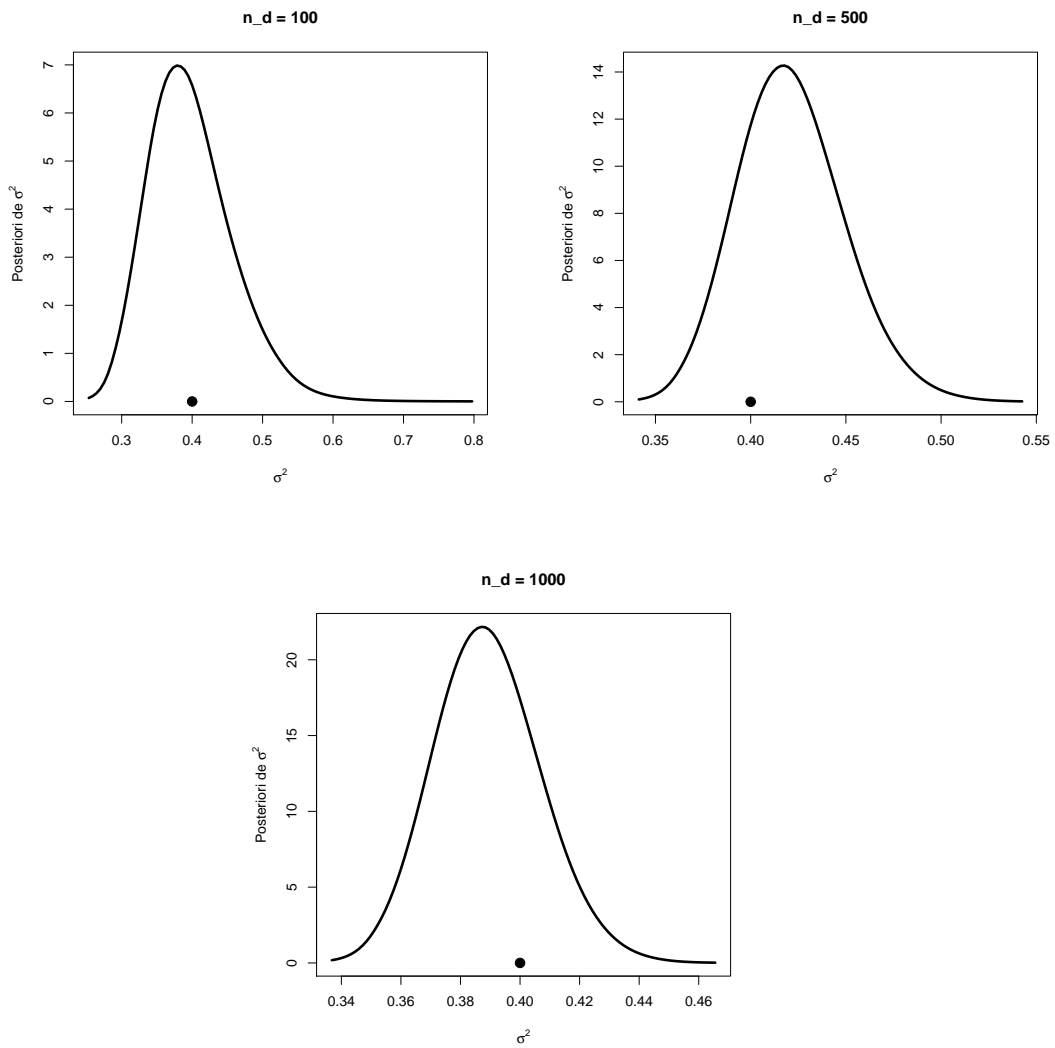 n_d = 100
Posteriori de σ²
7
6
5
4
3
2
1
0
0.3 0.4 0.5 0.6 0.7 0.8
σ²
n_d = 500
Posteriori de σ²
14
12
10
8
6
4
2
0
0.35 0.40 0.45 0.50 0.55
σ²
n_d = 1000
Posteriori de σ²
20
15
10
5
0
0.34 0.36 0.38 0.40 0.42 0.44 0.46
σ²